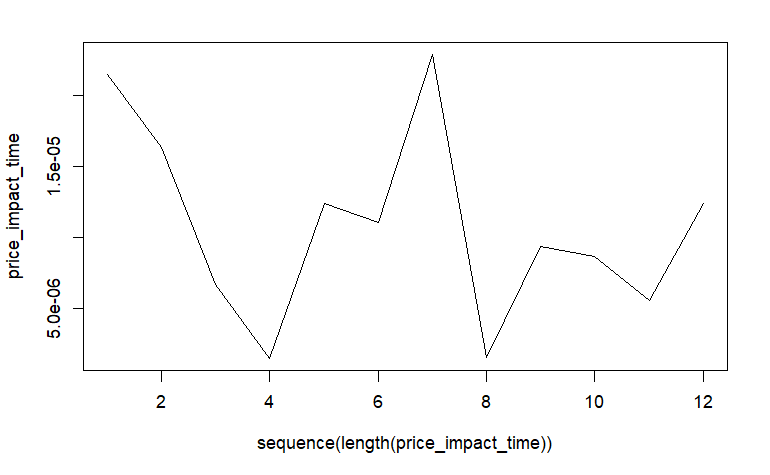 price_impact_time
1.5e-05
5.0e-06
2 4 6 8 10 12
sequence(length(price_impact_time))